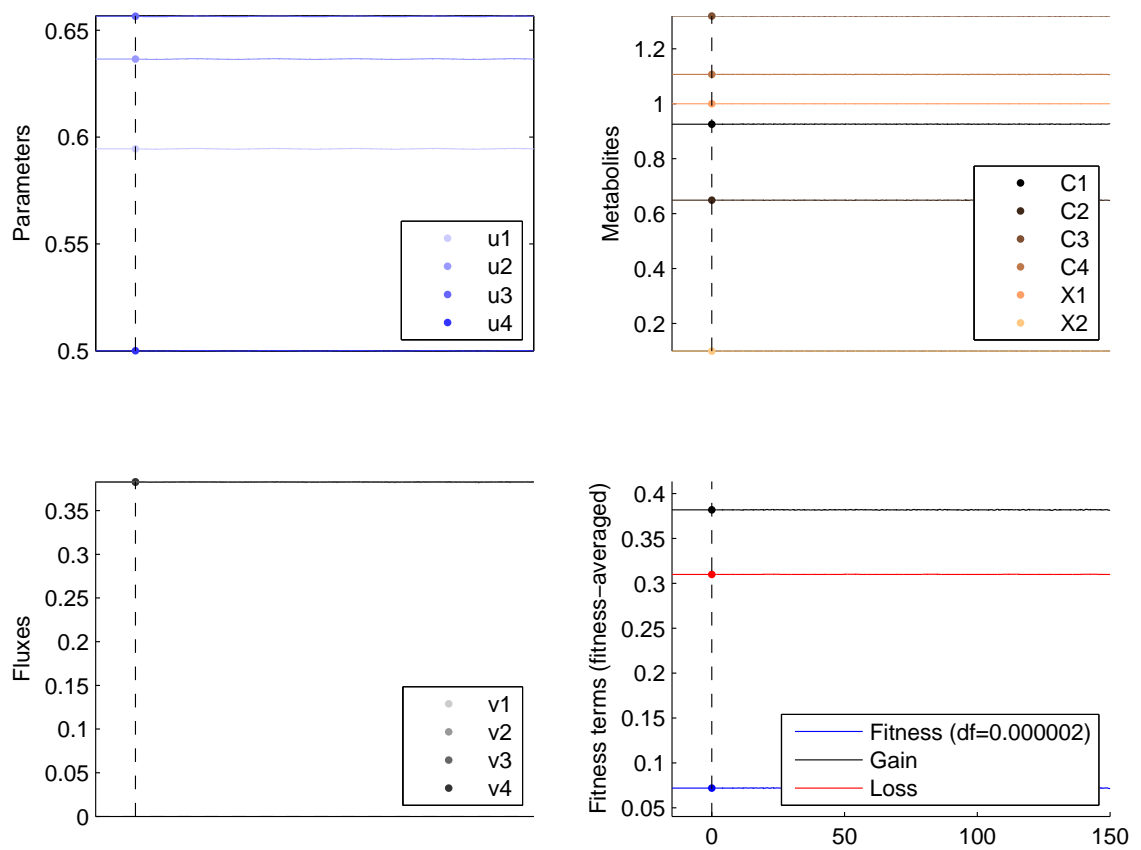 0.65
0.6
0.55
0.5
Parameters
u1
u2
u3
u4
1.2
1
0.8
0.6
0.4
0.2
Metabolites
C1
C2
C3
C4
X1
X2
0.35
0.3
0.25
0.2
0.15
0.1
0.05
0
Fluxes
v1
v2
v3
v4
0.4
0.35
0.3
0.25
0.2
0.15
0.1
0.05
Fitness terms (fitness−averaged)
Fitness (df=0.000002)
Gain
Loss
0 50 100 150